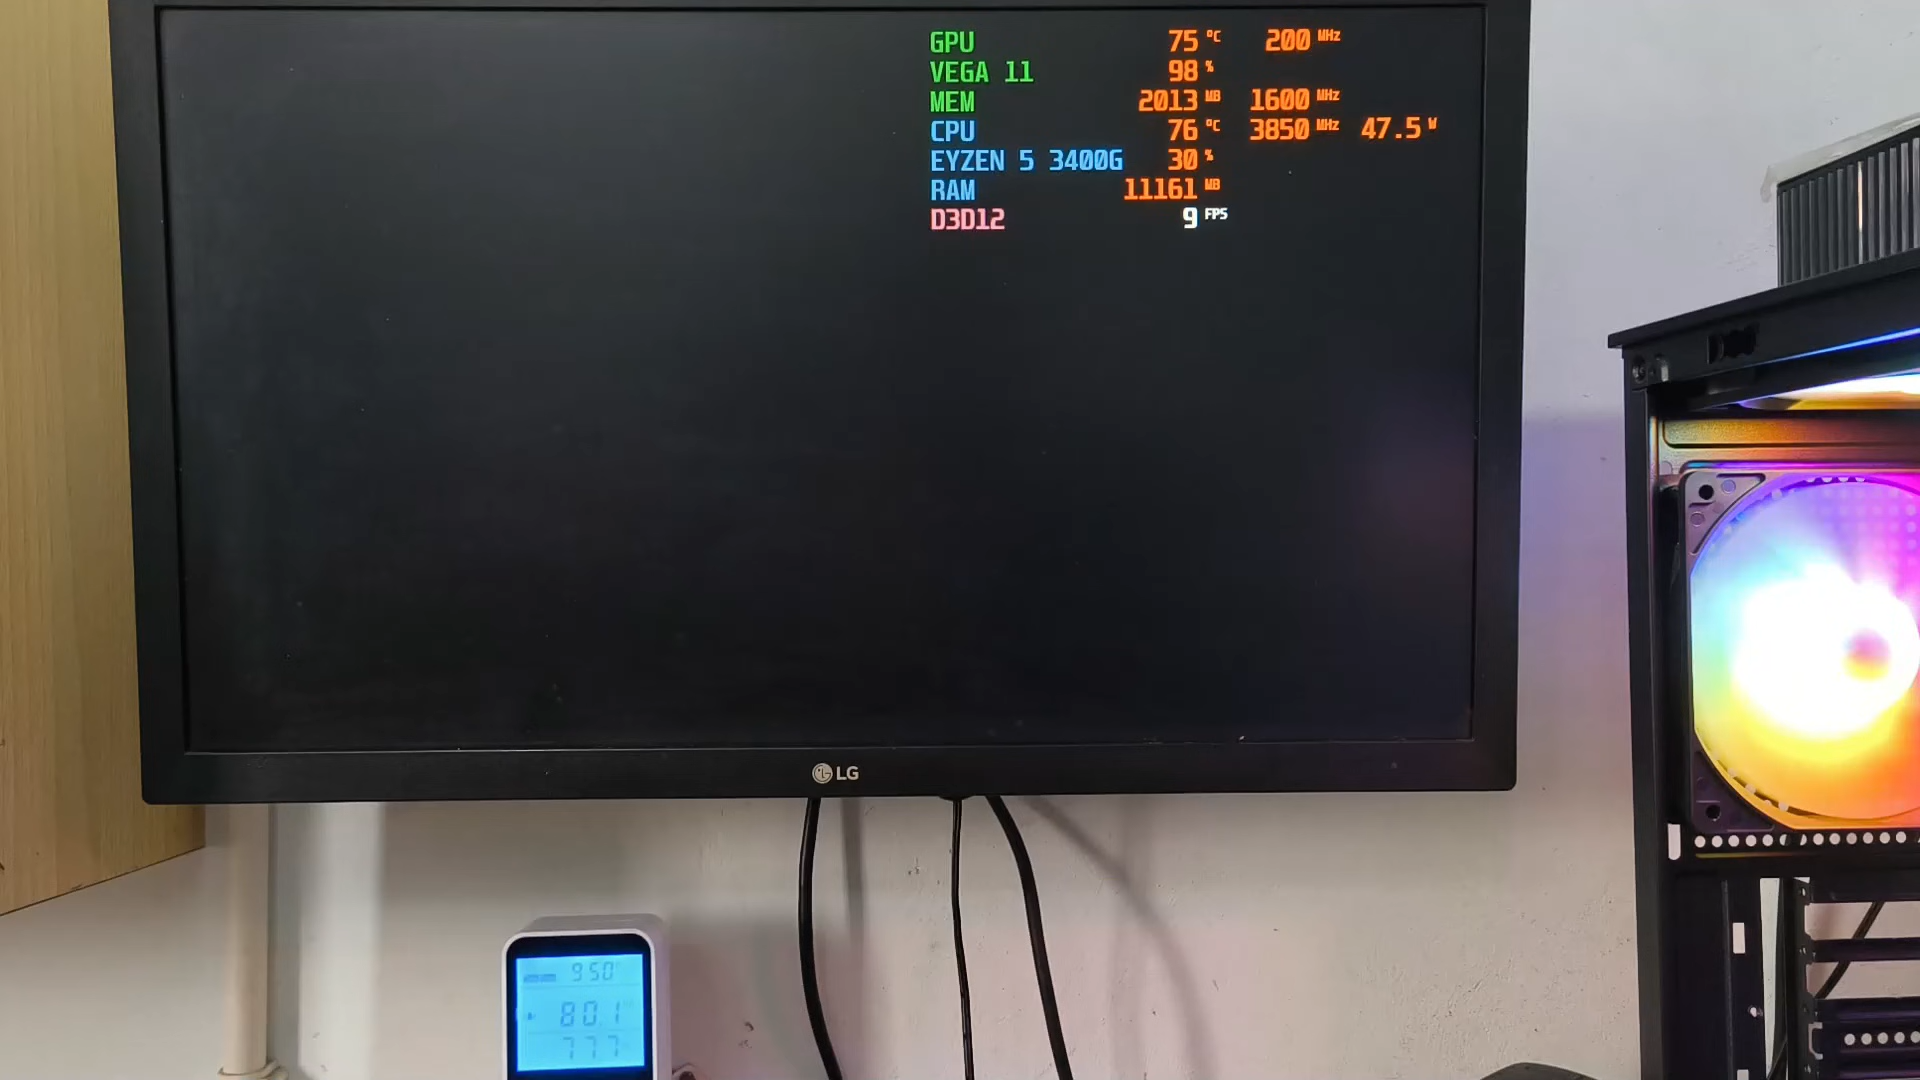 GPU 75 °C 200 MHz
VEGA 11 98 %
MEM 2013 MB 1600 MHz
CPU 76 °C 3850 MHz 47.5 W
EYZEN 5 3400G 30 %
RAM 11161 MB
D3D12 9 FPS
LG
950
80.1
777